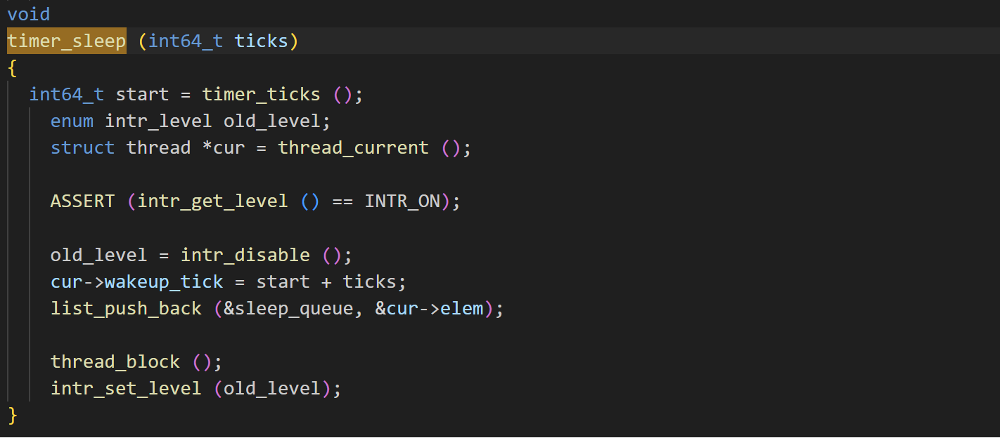 void
timer_sleep (int64_t ticks)
{
  int64_t start = timer_ticks ();
    enum intr_level old_level;
    struct thread *cur = thread_current ();

    ASSERT (intr_get_level () == INTR_ON);

    old_level = intr_disable ();
    cur->wakeup_tick = start + ticks;
    list_push_back (&sleep_queue, &cur->elem);

    thread_block ();
    intr_set_level (old_level);
}